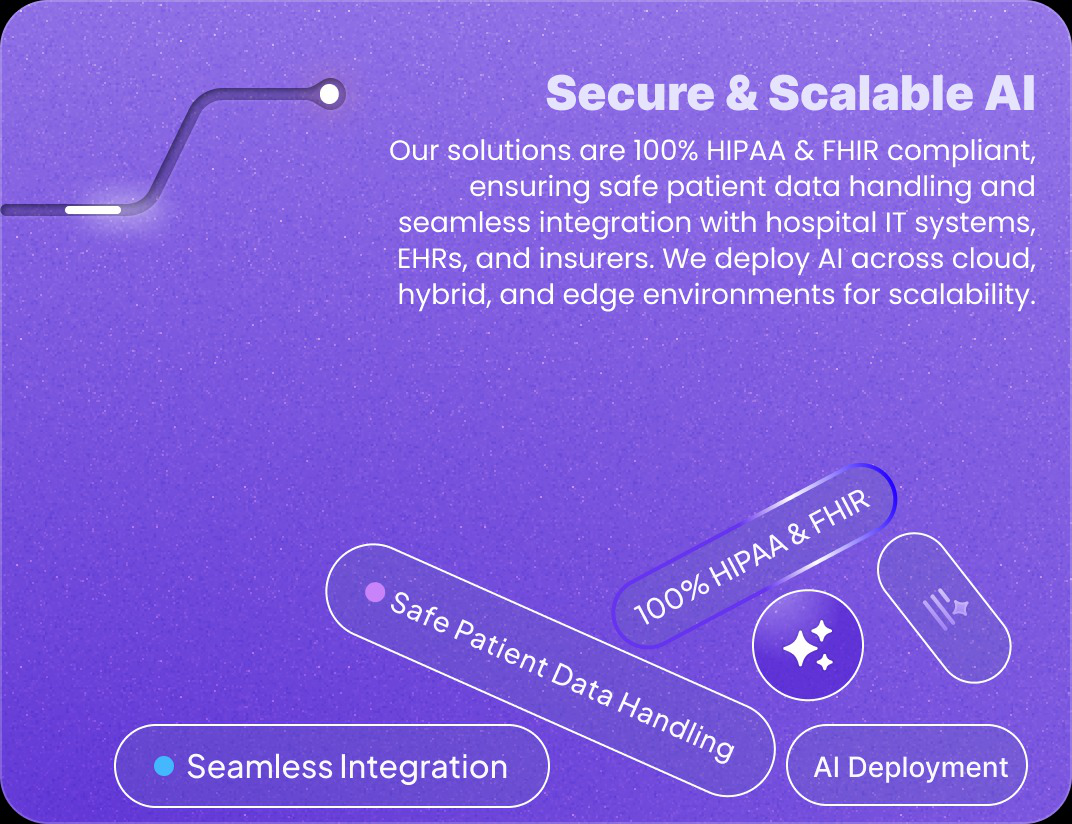 Secure & Scalable AI
Our solutions are 100% HIPAA & FHIR compliant,
ensuring safe patient data handling and
seamless integration with hospital IT systems,
EHRs, and insurers. We deploy AI across cloud,
hybrid, and edge environments for scalability.
100% HIPAA & FHIR
Safe Patient Data Handling
Seamless Integration
AI Deployment